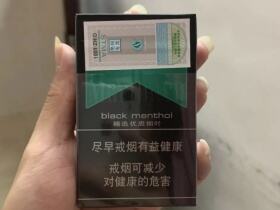 black menthol
精选优质烟叶
尽早戒烟有益健康
戒烟可减少
对健康的危害